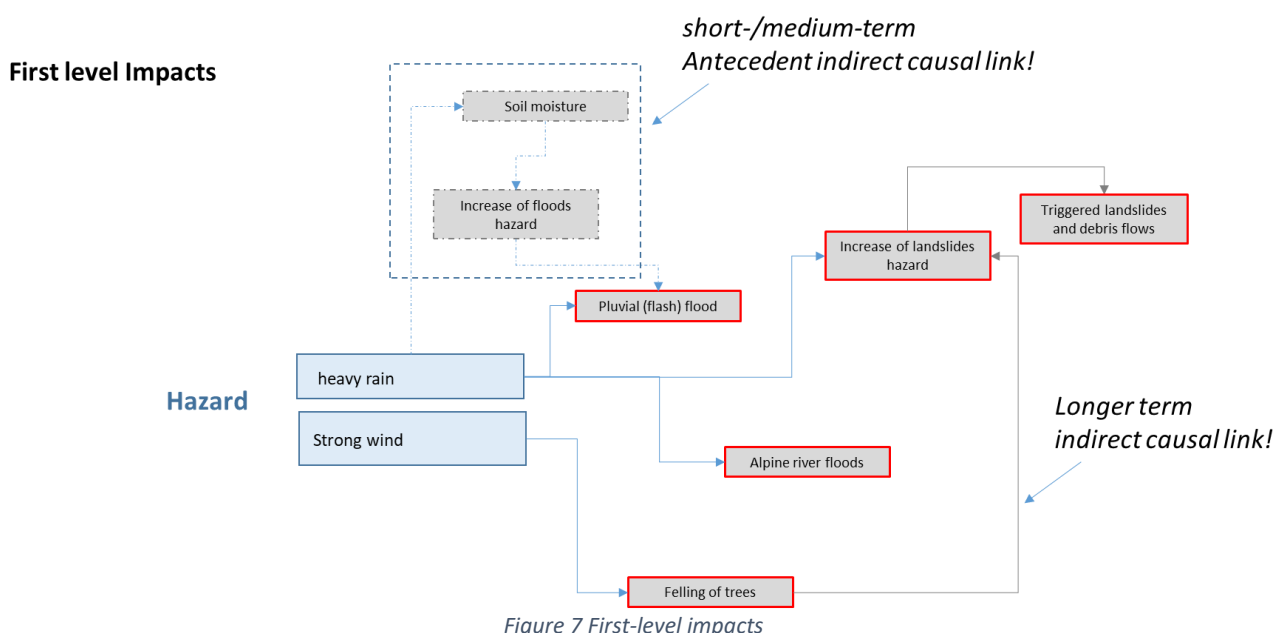 short-/medium-term
Antecedent indirect causal link!
First level Impacts
Soil moisture
Increase of floods
hazard
Triggered landslides
and debris flows
Increase of landslides
hazard
Pluvial (flash) flood
heavy rain
Hazard
Strong wind
Longer term
indirect causal link!
Alpine river floods
Felling of trees
Figure 7 First-level impacts